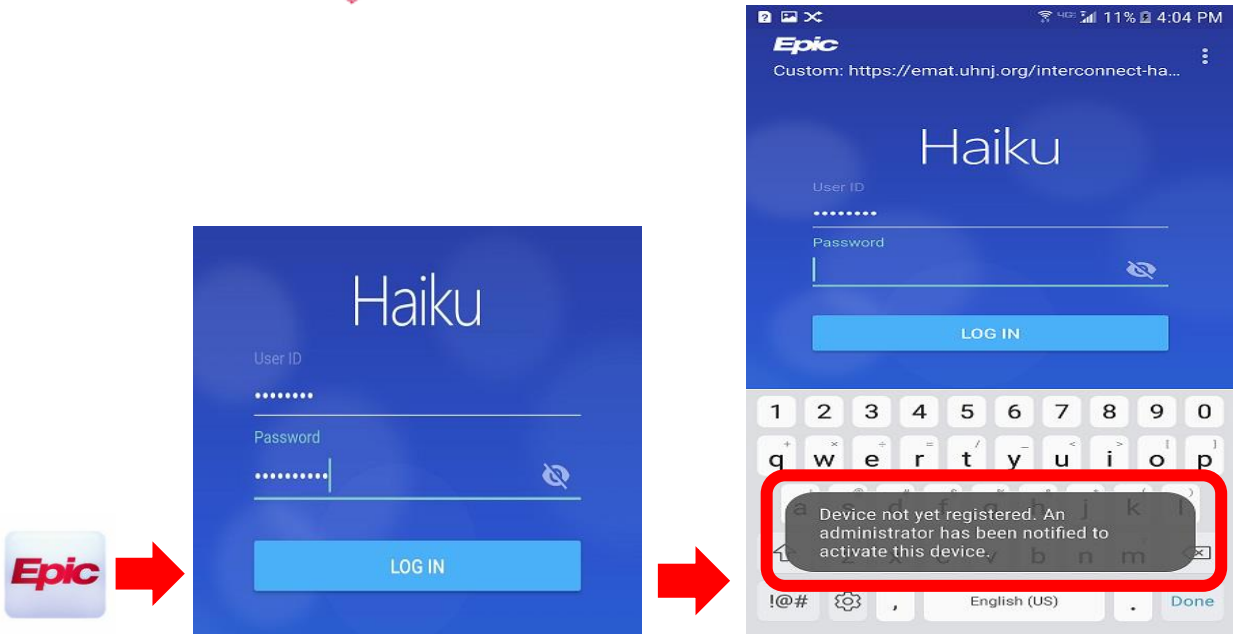 Epic
Haiku
User ID
••••••••
Password
••••••••••
LOG IN
4GE 11% 4:04 PM
Epic
Custom: https://emat.uhnj.org/interconnect-ha...
Haiku
User ID
••••••••
Password
LOG IN
1 2 3 4 5 6 7 8 9 0
+ × ÷ = / _ < > [ ]
q w e r t y u i o p
a s d f g h j k l
Device not yet registered. An
administrator has been notified to
activate this device.
z x c v b n m
!@# , English (US) . Done